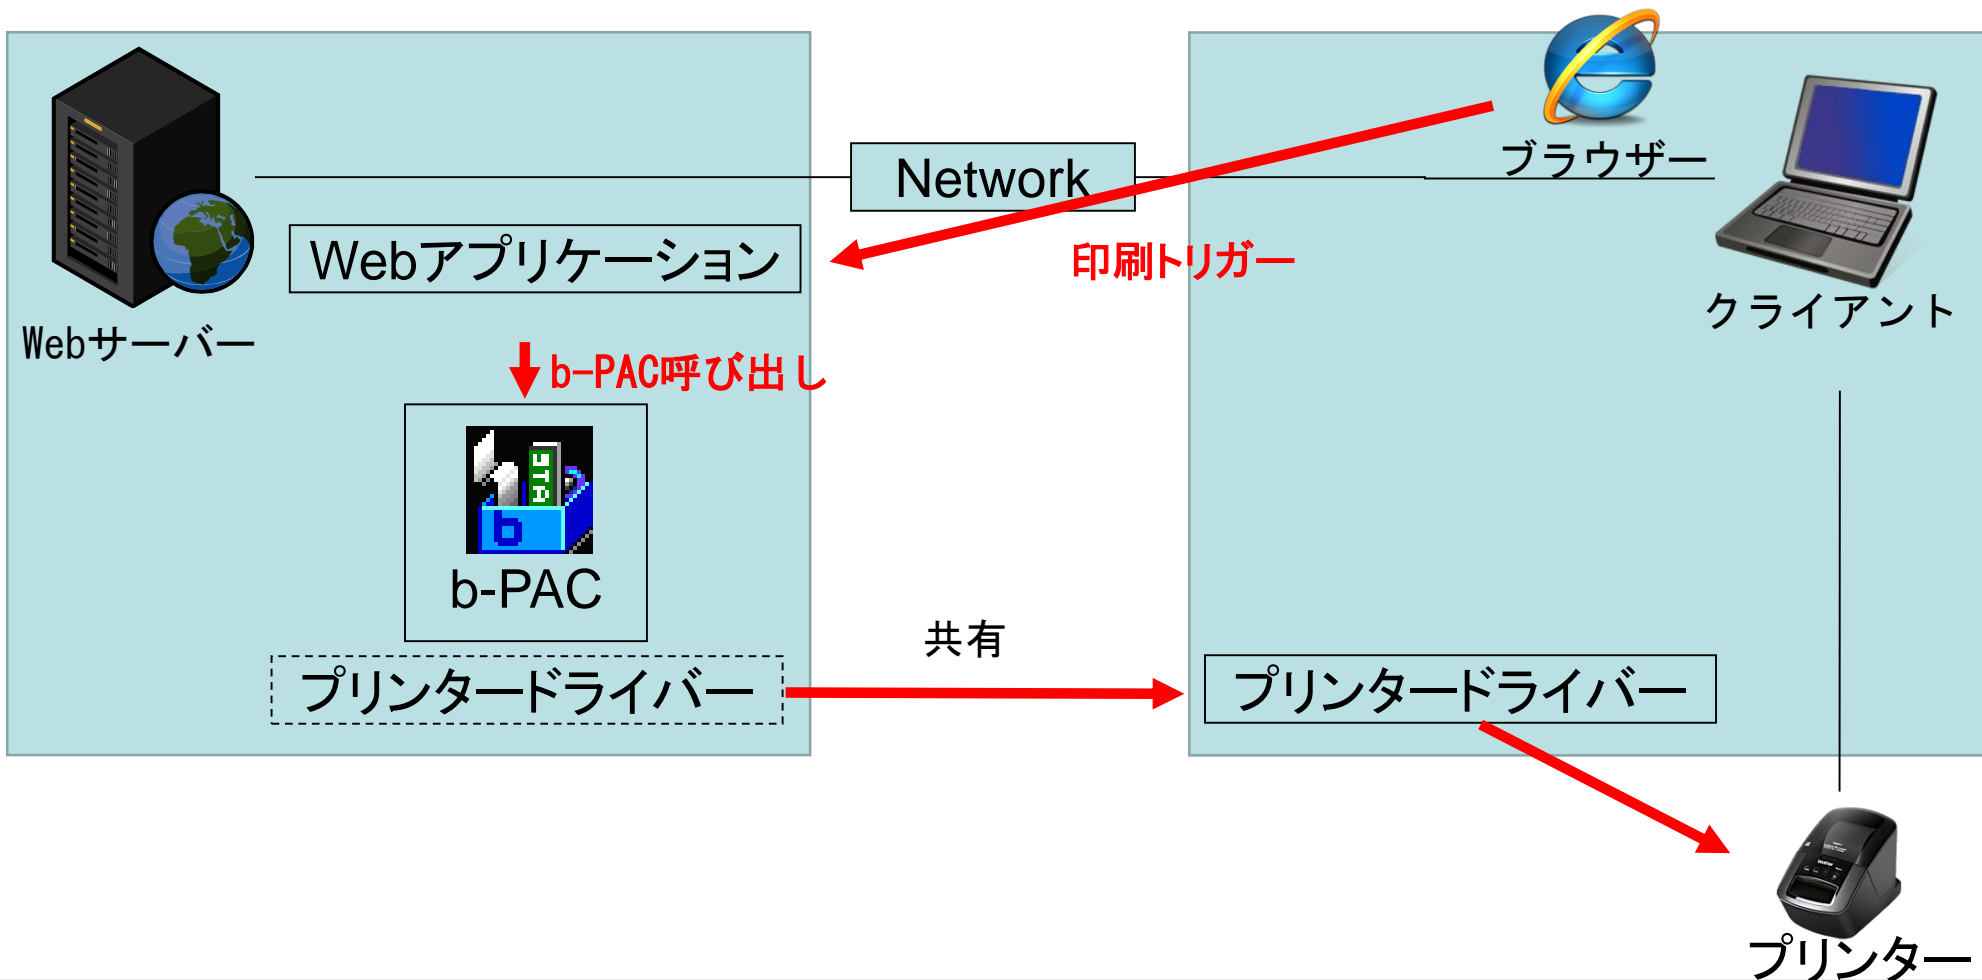 Network
ブラウザー
Webアプリケーション
印刷トリガー
クライアント
Webサーバー
b-PAC呼び出し
STA
b
b-PAC
共有
プリンタードライバー
プリンタードライバー
プリンター